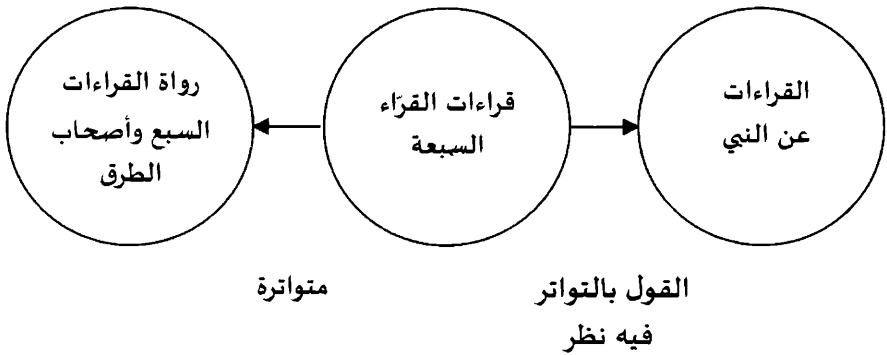 القراءات
عن النبي
قراءات القرّاء
السبعة
رواة القراءات
السبع وأصحاب
الطرق
القول بالتواتر
فيه نظر
متواترة